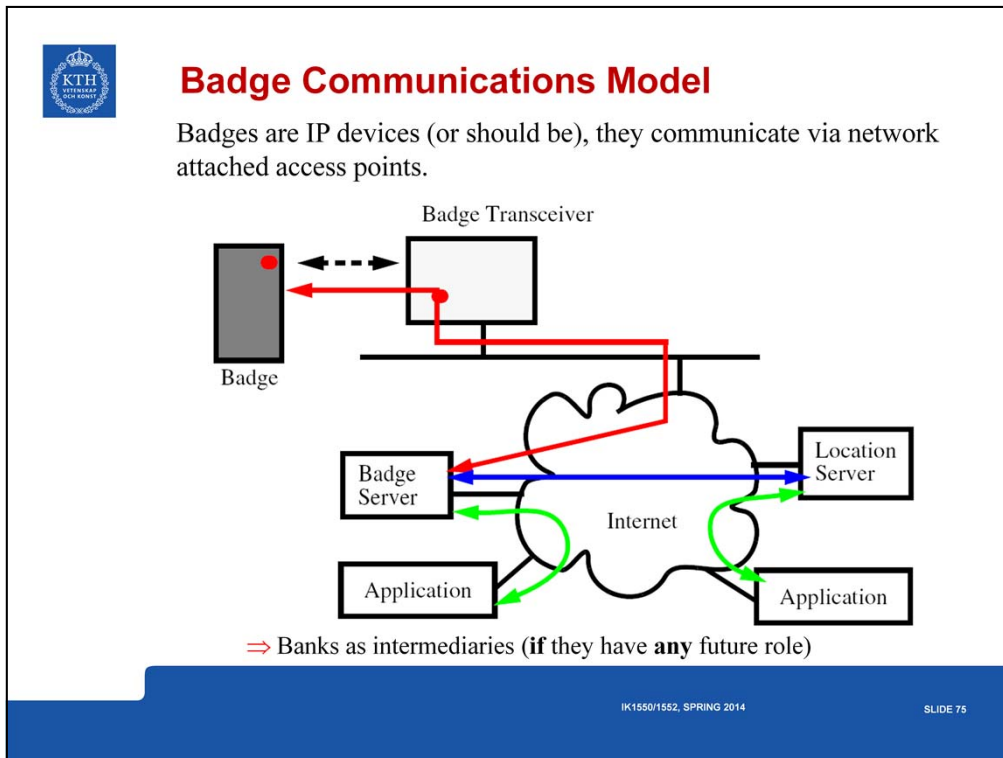 KTH
VETENSKAP
OCH KONST
Badge Communications Model
Badges are IP devices (or should be), they communicate via network
attached access points.
Badge Transceiver
Badge
Badge
Server
Location
Server
Internet
Application
Application
⇒ Banks as intermediaries (if they have any future role)
IK1550/1552, SPRING 2014
SLIDE 75